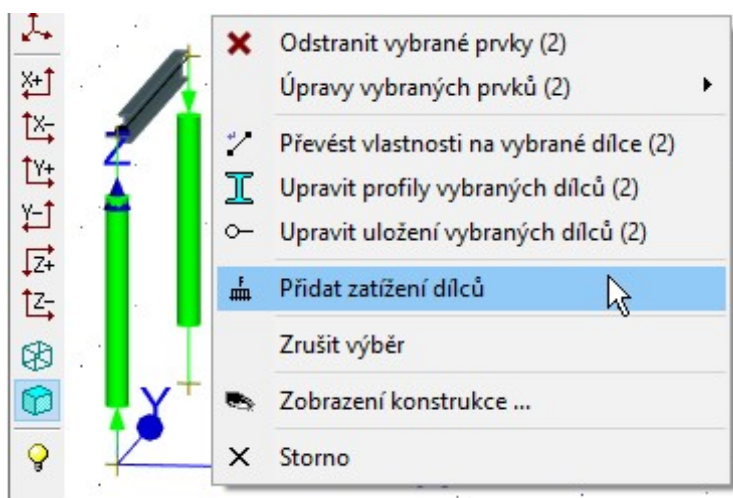 Odstranit vybrané prvky (2)
Úpravy vybraných prvků (2)
Převést vlastnosti na vybrané dílce (2)
Upravit profily vybraných dílců (2)
Upravit uložení vybraných dílců (2)
Přidat zatížení dílců
Zrušit výběr
Zobrazení konstrukce ...
Storno
X+
X-
Y+
Y-
Z+
Z-
Z
Y